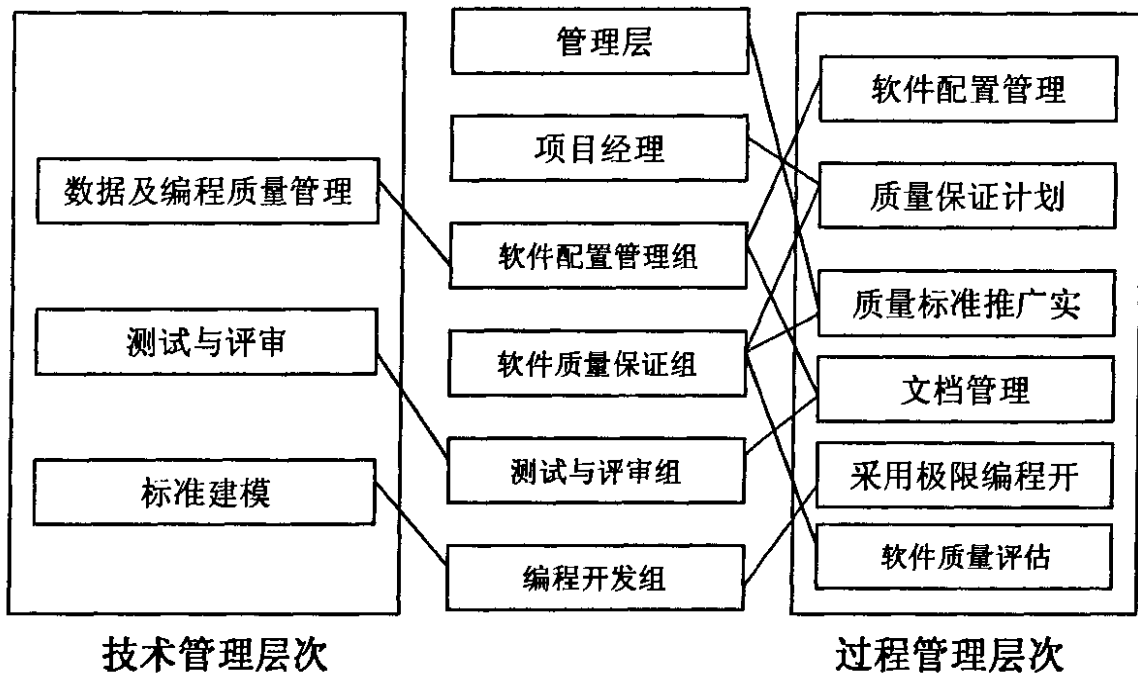 数据及编程质量管理
测试与评审
标准建模
技术管理层次
管理层
项目经理
软件配置管理组
软件质量保证组
测试与评审组
编程开发组
软件配置管理
质量保证计划
质量标准推广实
文档管理
采用极限编程开
软件质量评估
过程管理层次